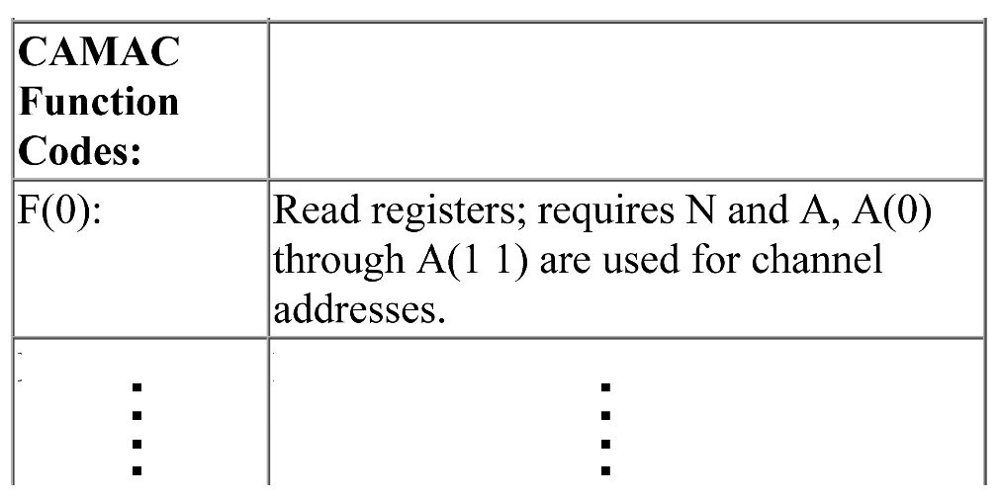 CAMAC
Function
Codes:
F(0):
Read registers; requires N and A, A(0)
through A(1 1) are used for channel
addresses.